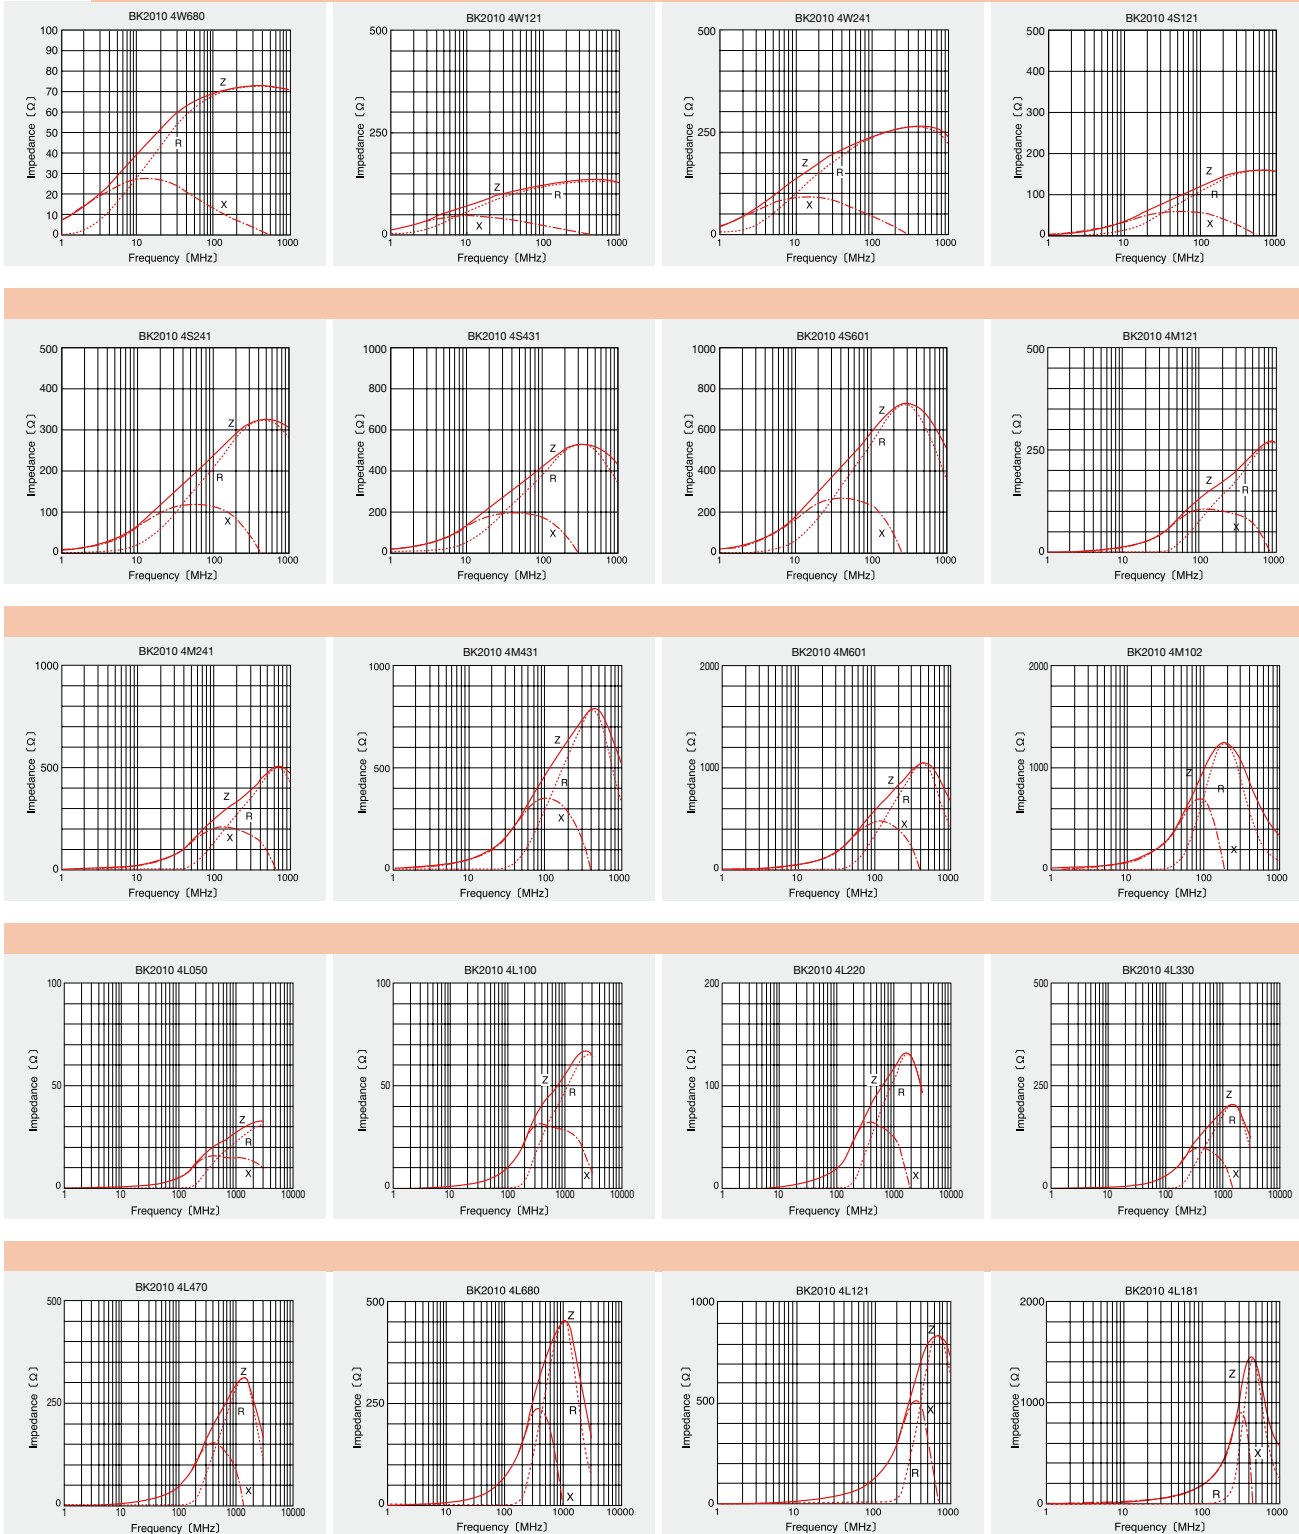 BK2010 4W680
100
90
80
70
60
50
40
30
20
10
0
Impedance〔Ω〕
Z
R
X
1 10 100 1000
Frequency〔MHz〕
BK2010 4W121
500
250
0
Impedance〔Ω〕
Z
R
X
1 10 100 1000
Frequency〔MHz〕
BK2010 4W241
500
250
0
Impedance〔Ω〕
Z
R
X
1 10 100 1000
Frequency〔MHz〕
BK2010 4S121
500
400
300
200
100
0
Impedance〔Ω〕
Z
R
X
1 10 100 1000
Frequency〔MHz〕
BK2010 4S241
500
400
300
200
100
0
Impedance〔Ω〕
Z
R
X
1 10 100 1000
Frequency〔MHz〕
BK2010 4S431
1000
800
600
400
200
0
Impedance〔Ω〕
Z
R
X
1 10 100 1000
Frequency〔MHz〕
BK2010 4S601
1000
800
600
400
200
0
Impedance〔Ω〕
Z
R
X
1 10 100 1000
Frequency〔MHz〕
BK2010 4M121
500
250
0
Impedance〔Ω〕
Z
R
X
1 10 100 1000
Frequency〔MHz〕
BK2010 4M241
1000
500
0
Impedance〔Ω〕
Z
R
X
1 10 100 1000
Frequency〔MHz〕
BK2010 4M431
1000
500
0
Impedance〔Ω〕
Z
R
X
1 10 100 1000
Frequency〔MHz〕
BK2010 4M601
2000
1000
0
Impedance〔Ω〕
Z
R
X
1 10 100 1000
Frequency〔MHz〕
BK2010 4M102
2000
1000
0
Impedance〔Ω〕
Z
R
X
1 10 100 1000
Frequency〔MHz〕
BK2010 4L050
100
50
0
Impedance〔Ω〕
Z
R
X
1 10 100 1000 10000
Frequency〔MHz〕
BK2010 4L100
100
50
0
Impedance〔Ω〕
Z
R
X
1 10 100 1000 10000
Frequency〔MHz〕
BK2010 4L220
200
100
0
Impedance〔Ω〕
Z
R
X
1 10 100 1000 10000
Frequency〔MHz〕
BK2010 4L330
500
250
0
Impedance〔Ω〕
Z
R
X
1 10 100 1000 10000
Frequency〔MHz〕
BK2010 4L470
500
250
0
Impedance〔Ω〕
Z
R
X
1 10 100 1000 10000
Frequency〔MHz〕
BK2010 4L680
500
250
0
Impedance〔Ω〕
Z
R
X
1 10 100 1000 10000
Frequency〔MHz〕
BK2010 4L121
1000
500
0
Impedance〔Ω〕
Z
X
R
1 10 100 1000
Frequency〔MHz〕
BK2010 4L181
2000
1000
0
Impedance〔Ω〕
Z
X
R
1 10 100 1000
Frequency〔MHz〕